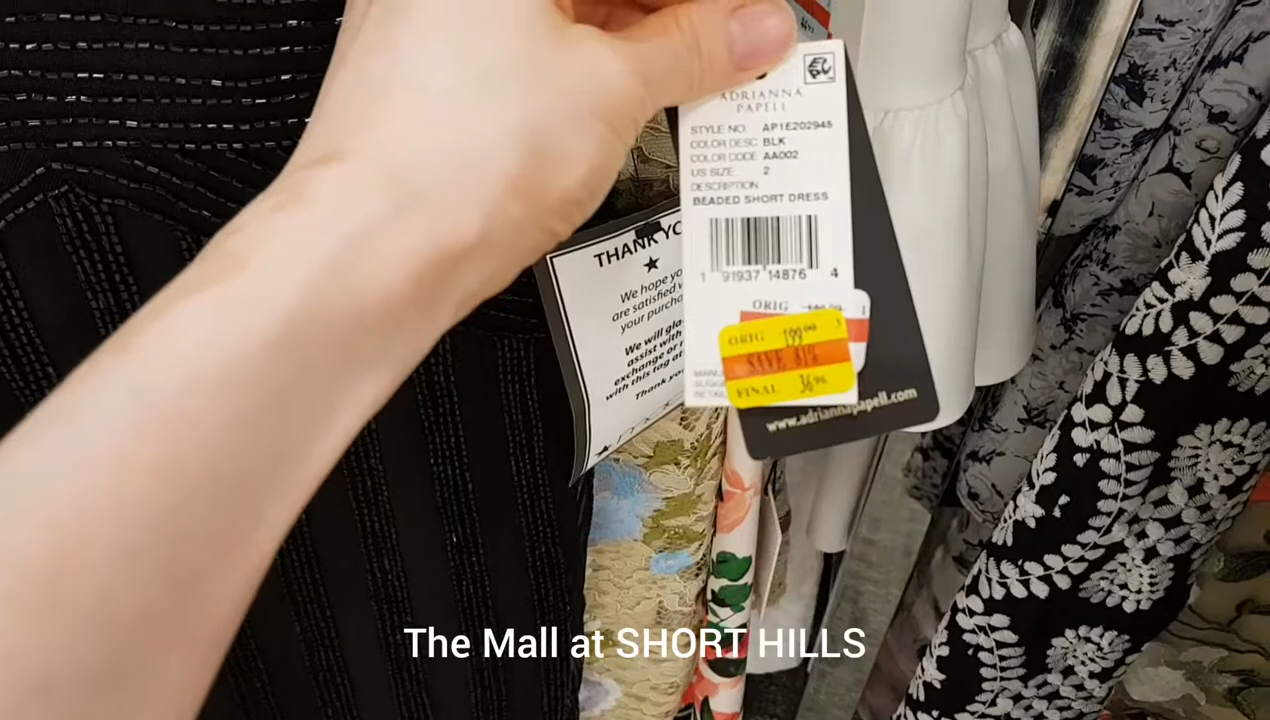 ADRIANNA
PAPELL
STYLE NO. AP1E202945
COLOR DESC BLK
COLOR CODE AA002
US SIZE 2
DESCRIPTION
BEADED SHORT DRESS
1 91937 14876 4
ORIG
ORIG 199.00
SAVE 81%
FINAL 36.96
www.adriannapapell.com
THANK YO
We hope yo
are satisfied
your purcha
We will gla
assist with
exchange or
with this tag at
Thank yo
The Mall at SHORT HILLS